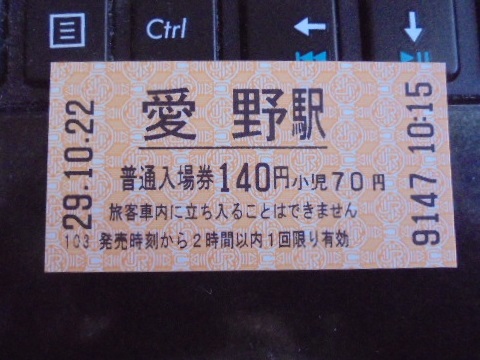 Ctrl
29.10.22
愛野駅
普通入場券140円小児70円
旅客車内に立ち入ることはできません
103 発売時刻から2時間以内1回限り有効
9147 10:15